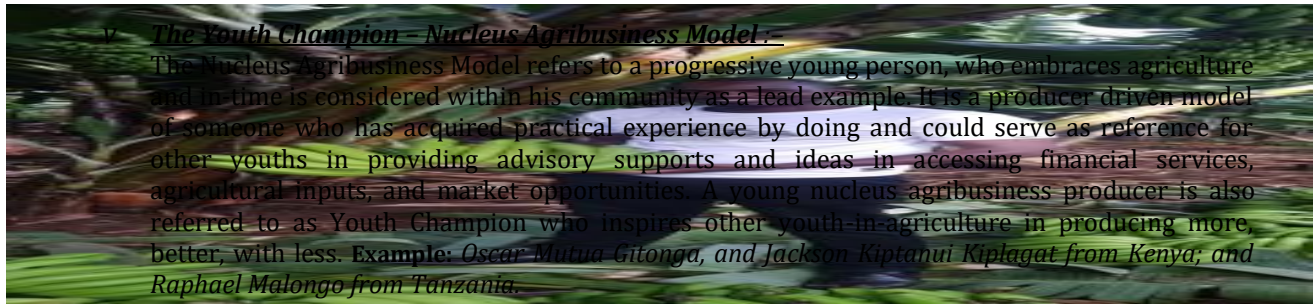 v The Youth Champion – Nucleus Agribusiness Model :–
The Nucleus Agribusiness Model refers to a progressive young person, who embraces agriculture
and in-time is considered within his community as a lead example. It is a producer driven model
of someone who has acquired practical experience by doing and could serve as reference for
other youths in providing advisory supports and ideas in accessing financial services,
agricultural inputs, and market opportunities. A young nucleus agribusiness producer is also
referred to as Youth Champion who inspires other youth-in-agriculture in producing more,
better, with less. Example: Oscar Mutua Gitonga, and Jackson Kiptanui Kiplagat from Kenya; and
Raphael Malongo from Tanzania.